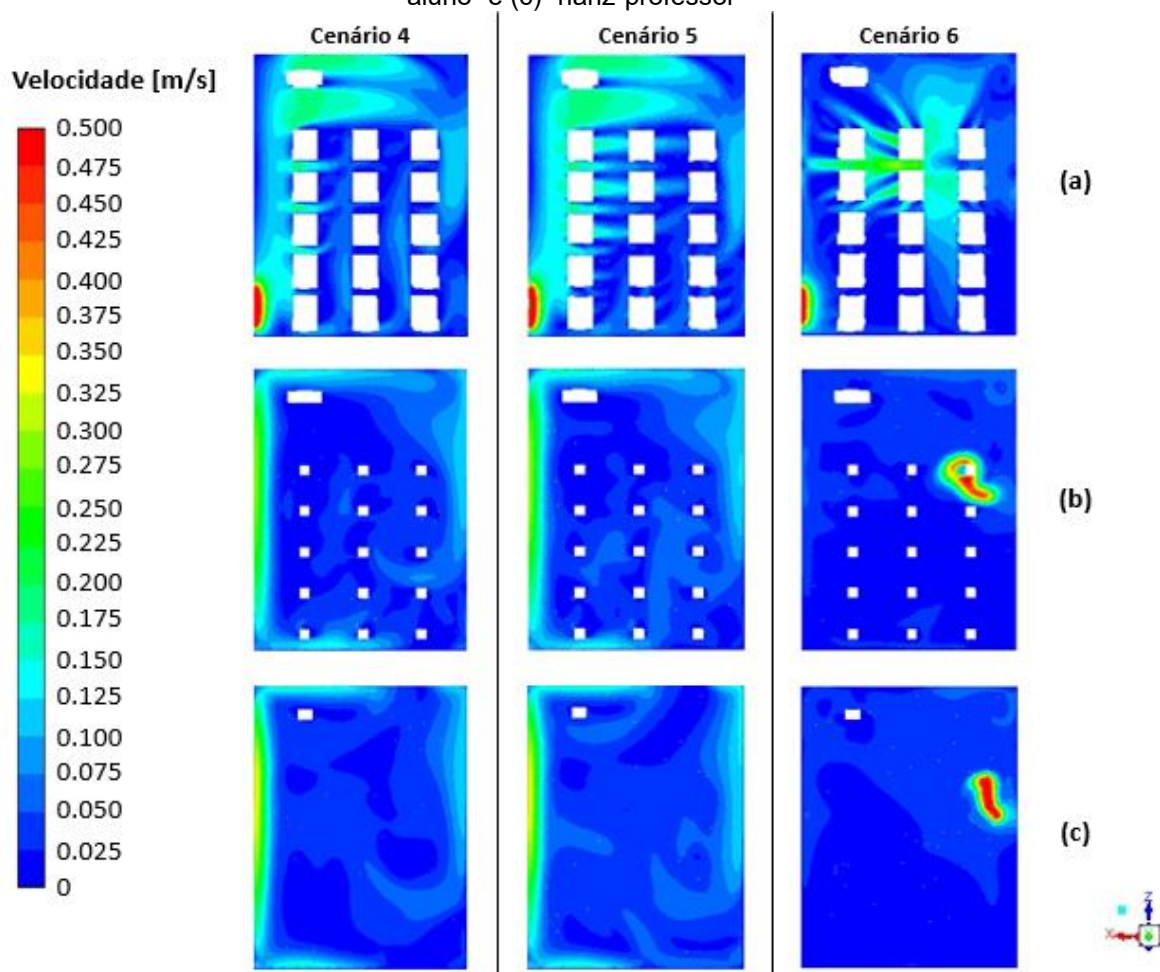 aluno" e (c) "nariz-professor"
Cenário 4 Cenário 5 Cenário 6
Velocidade [m/s]
0.500
0.475
0.450
0.425
0.400
0.375
0.350
0.325
0.300
0.275
0.250
0.225
0.200
0.175
0.150
0.125
0.100
0.075
0.050
0.025
0
(a)
(b)
(c)
Z
X